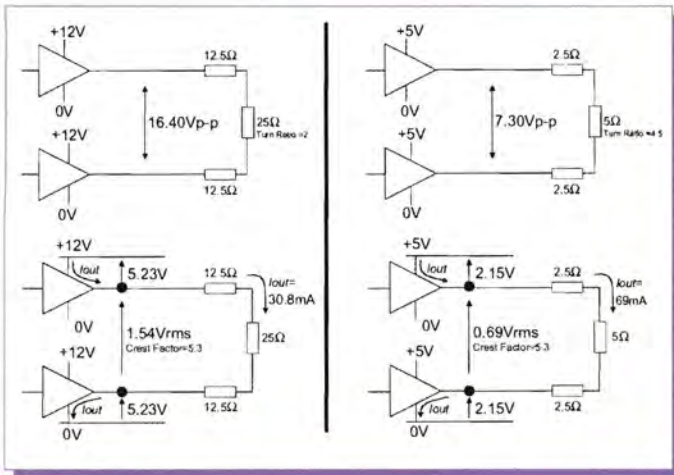 +12V
12.5Ω
0V
16.40Vp-p
25Ω
Turn Ratio =2
+12V
12.5Ω
0V
+12V
Iout
5.23V
12.5Ω
Iout=
30.8mA
0V
1.54Vrms
Crest Factor=5.3
25Ω
+12V
Iout
5.23V
12.5Ω
0V
+5V
2.5Ω
0V
7.30Vp-p
5Ω
Turn Ratio =4.5
+5V
2.5Ω
0V
+5V
Iout
2.15V
2.5Ω
Iout=
69mA
0V
0.69Vrms
Crest Factor=5.3
5Ω
+5V
Iout
2.15V
2.5Ω
0V